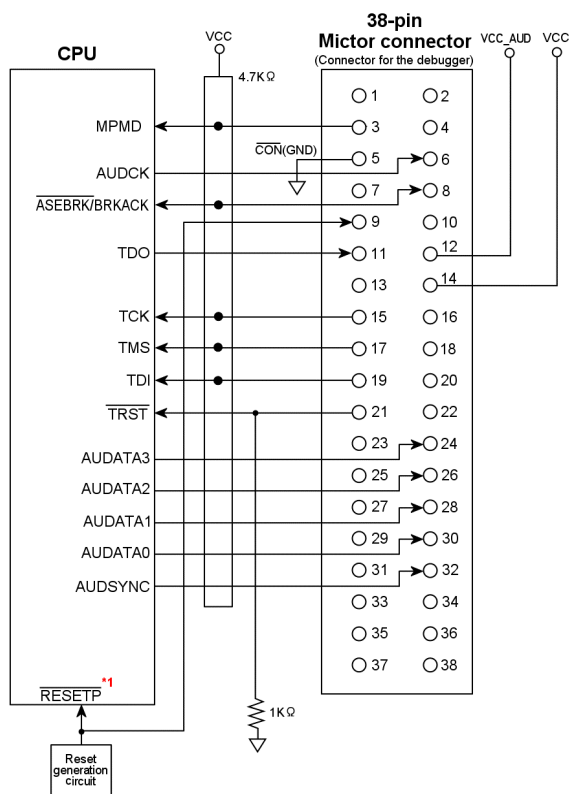 38-pin
Mictor connector
(Connector for the debugger)
CPU
VCC
4.7KΩ
VCC_AUD
VCC
MPMD
AUDCK
ASEBRK/BRKACK
TDO
TCK
TMS
TDI
TRST
AUDATA3
AUDATA2
AUDATA1
AUDATA0
AUDSYNC
RESETP *1
Reset
generation
circuit
CON(GND)
1KΩ
1 2
3 4
5 6
7 8
9 10
11 12
13 14
15 16
17 18
19 20
21 22
23 24
25 26
27 28
29 30
31 32
33 34
35 36
37 38